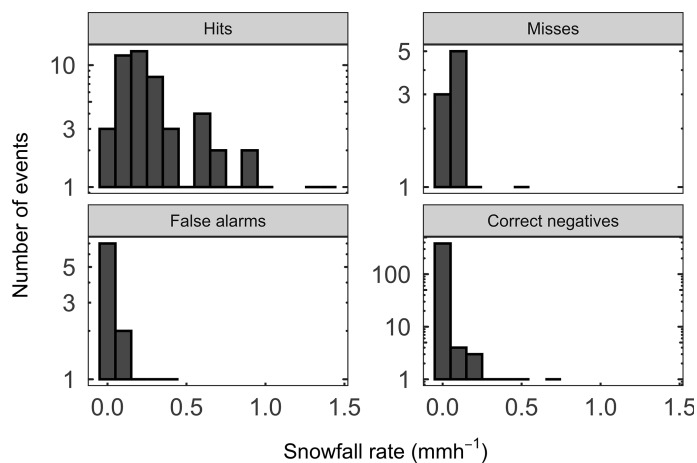 Hits
Misses
10
3
1
5
3
1
Number of events
False alarms
Correct negatives
5
3
1
100
10
1
0.0 0.5 1.0 1.5
0.0 0.5 1.0 1.5
Snowfall rate (mmh⁻¹)